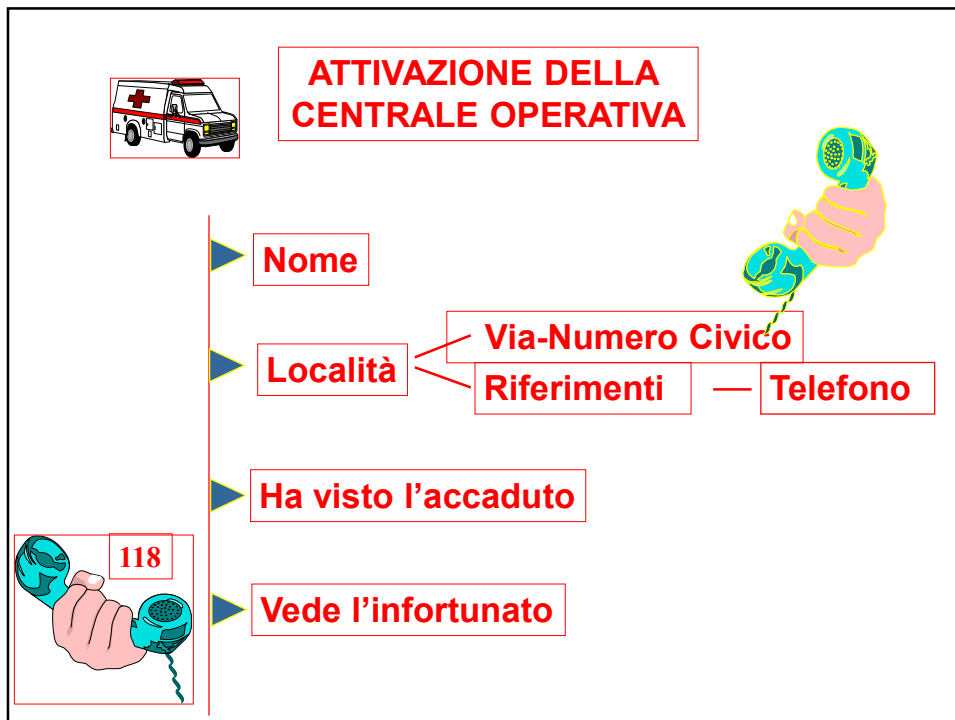 ATTIVAZIONE DELLA
CENTRALE OPERATIVA
Nome
Località
Via-Numero Civico
Riferimenti
Telefono
Ha visto l’accaduto
118
Vede l’infortunato